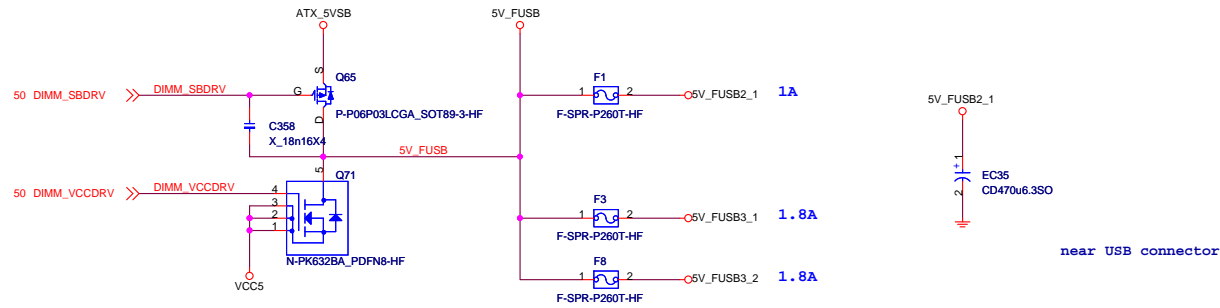 ATX_5VSB
5V_FUSB
S
Q65
50 DIMM_SBDRV
DIMM_SBDRV
G
P-P06P03LCGA_SOT89-3-HF
D
C358
X_18n16X4
5V_FUSB
5
Q71
50 DIMM_VCCDRV
DIMM_VCCDRV
4
3
2
1
N-PK632BA_PDFN8-HF
VCC5
F1
1
2
5V_FUSB2_1
1A
F-SPR-P260T-HF
F3
1
2
5V_FUSB3_1
1.8A
F-SPR-P260T-HF
F8
1
2
5V_FUSB3_2
1.8A
F-SPR-P260T-HF
5V_FUSB2_1
1
+
EC35
CD470u6.3SO
2
near USB connector